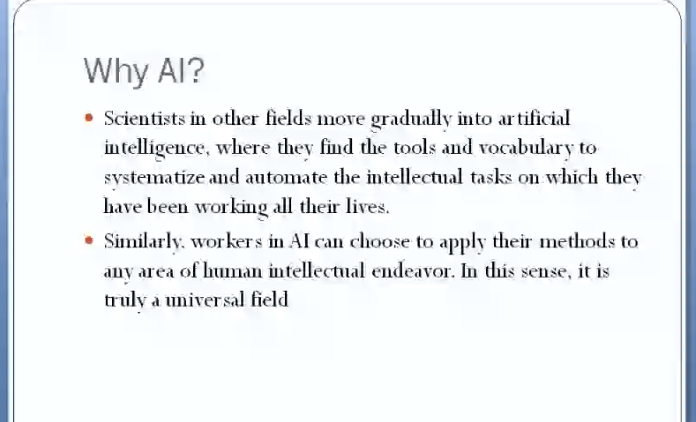 Why AI?
• Scientists in other fields move gradually into artificial
intelligence, where they find the tools and vocabulary to
systematize and automate the intellectual tasks on which they
have been working all their lives.
• Similarly, workers in AI can choose to apply their methods to
any area of human intellectual endeavor. In this sense, it is
truly a universal field